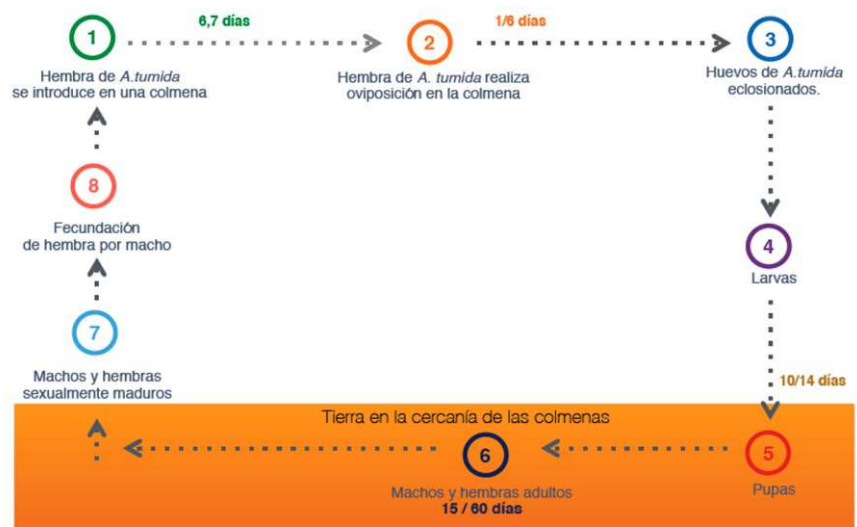 1
6,7 días
2
1/6 días
3
Hembra de A.tumida
se introduce en una colmena
Hembra de A. tumida realiza
oviposición en la colmena
Huevos de A.tumida
eclosionados.
8
Fecundación
de hembra por macho
4
Larvas
7
Machos y hembras
sexualmente maduros
10/14 días
Tierra en la cercanía de las colmenas
6
5
Machos y hembras adultos
15 / 60 días
Pupas